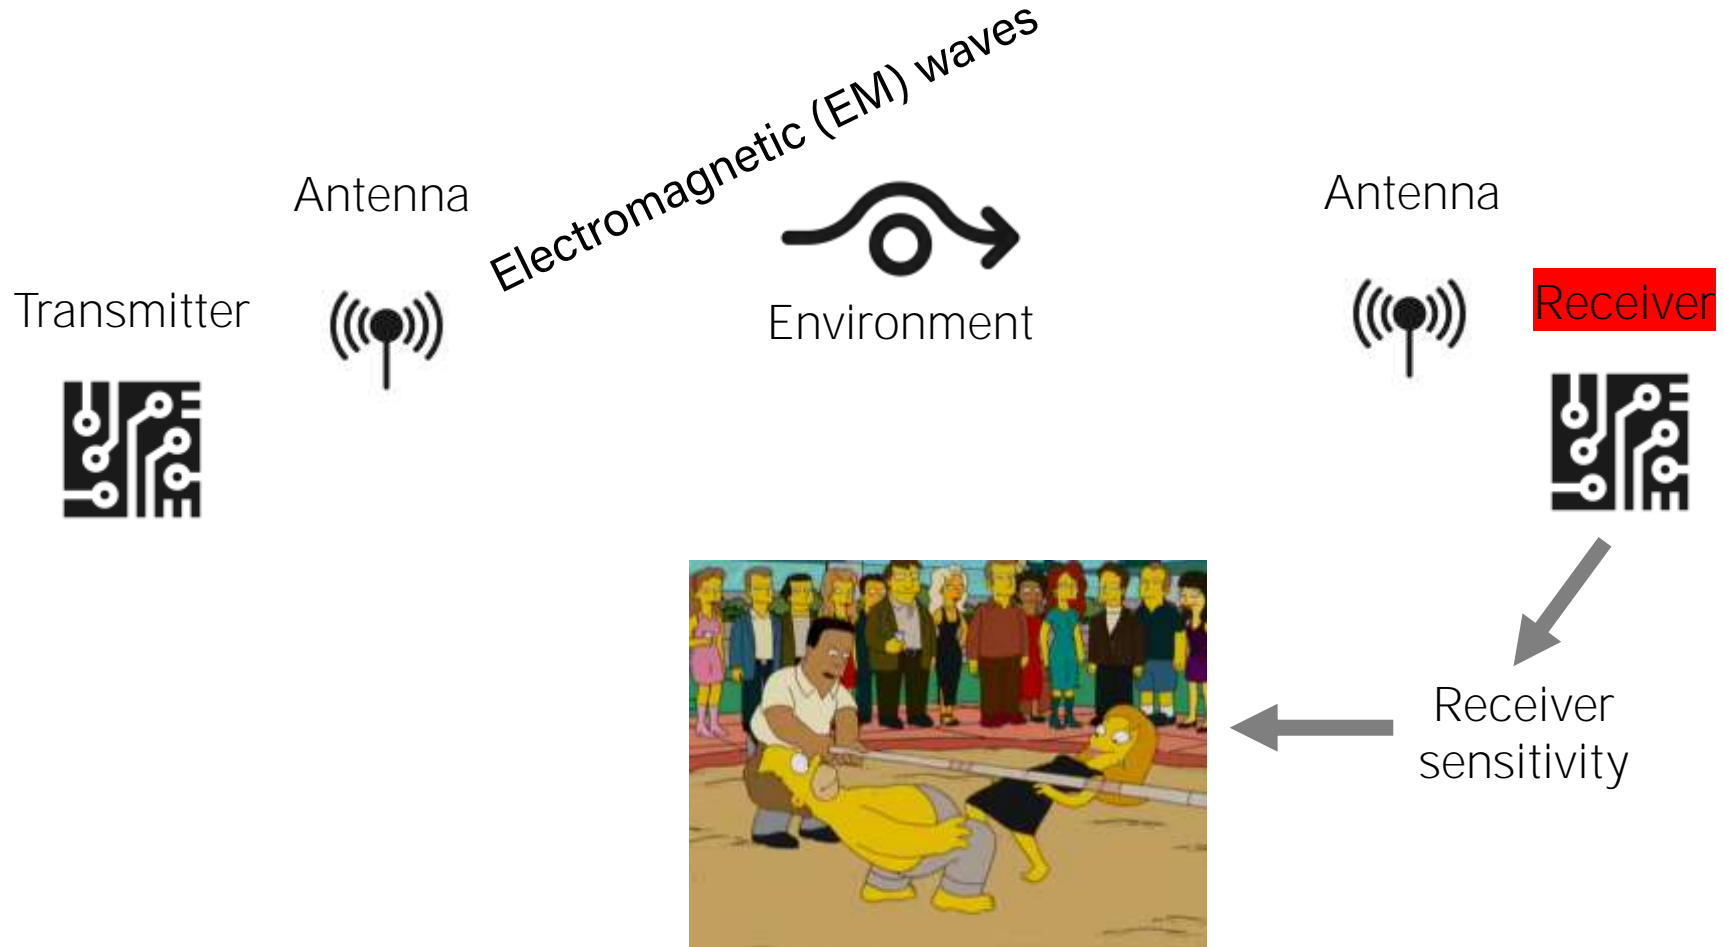 Electromagnetic (EM) waves
Antenna
Antenna
Transmitter
Environment
Receiver
Receiver
sensitivity